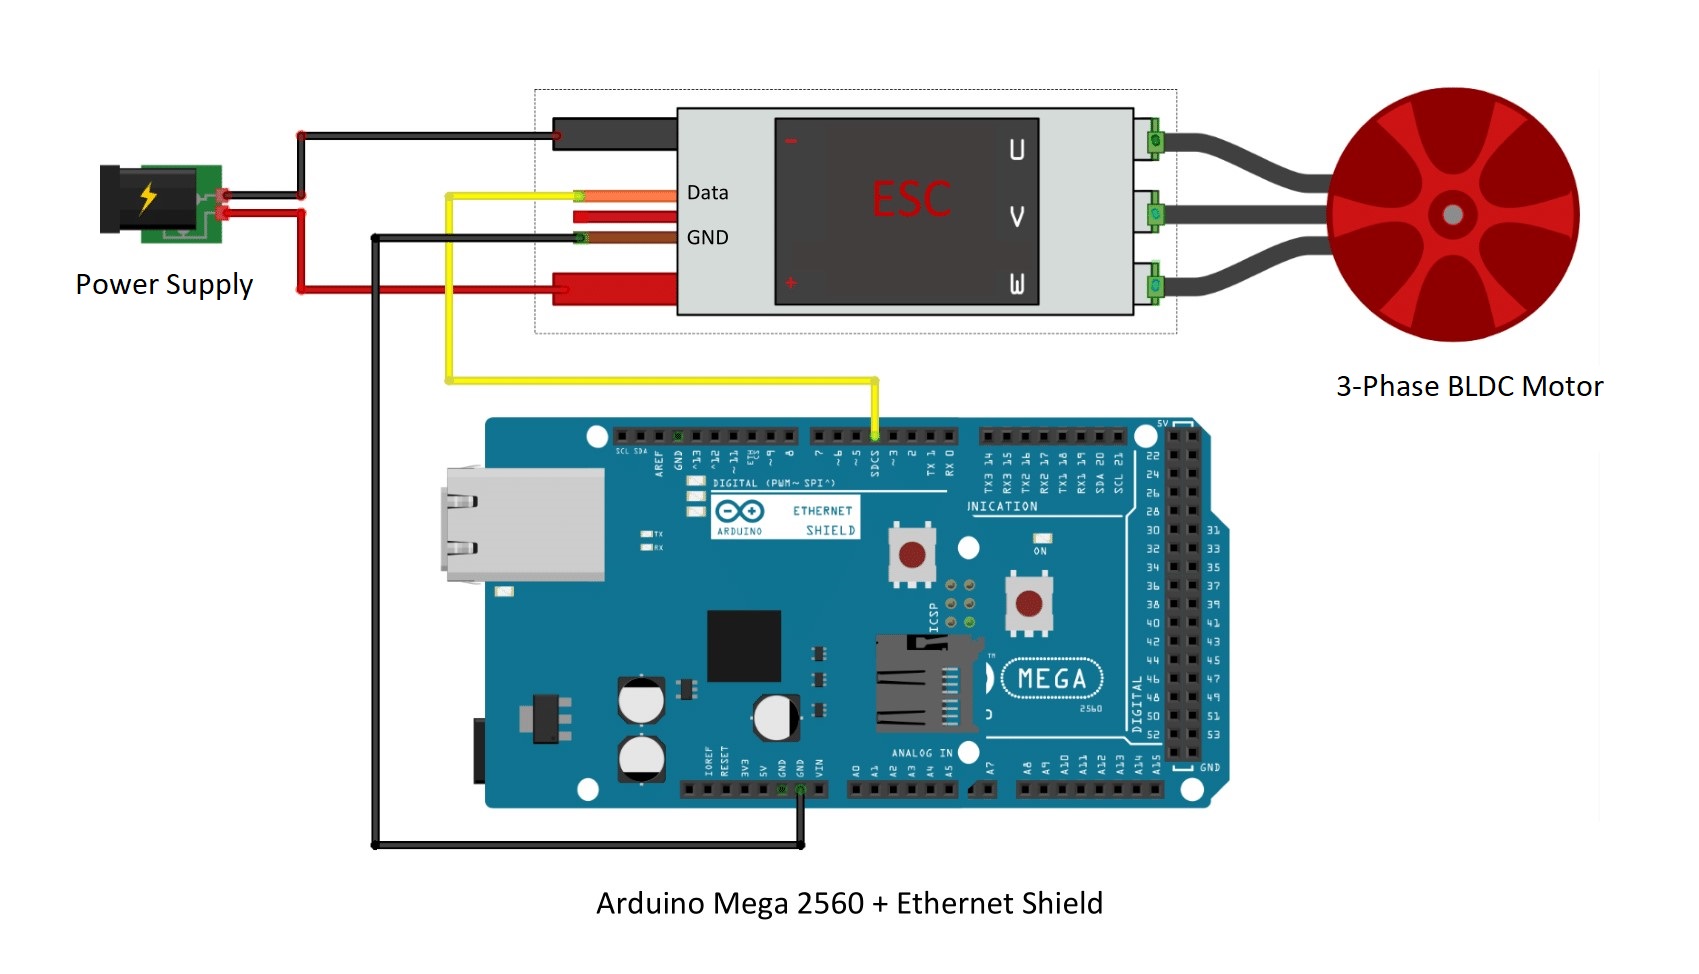 Power Supply
Data
GND
-
+
ESC
U
V
W
3-Phase BLDC Motor
SCL SDA AREF GND ^13 ^12 ~11 ETH CS ~9 8 7 ~6 ~5 SDCS ~3 2 TX 1 RX 0 TX3 14 RX3 15 TX2 16 RX2 17 TX1 18 RX1 19 SDA 20 SCL 21
5V
DIGITAL (PWM~ SPI^)
NICATION
ARDUINO
ETHERNET
SHIELD
TX
RX
ON
ICSP
22
24
26
28
30 31
32 33
34 35
36 37
38 39
40 41
42 43
44 45
46 47
48 49
50 51
52 53
GND
DIGITAL
TM
MEGA
2560
ANALOG IN
IOREF RESET 3V3 5V GND GND VIN A0 A1 A2 A3 A4 A5 A7 A8 A9 A10 A11 A12 A13 A14 A15
Arduino Mega 2560 + Ethernet Shield